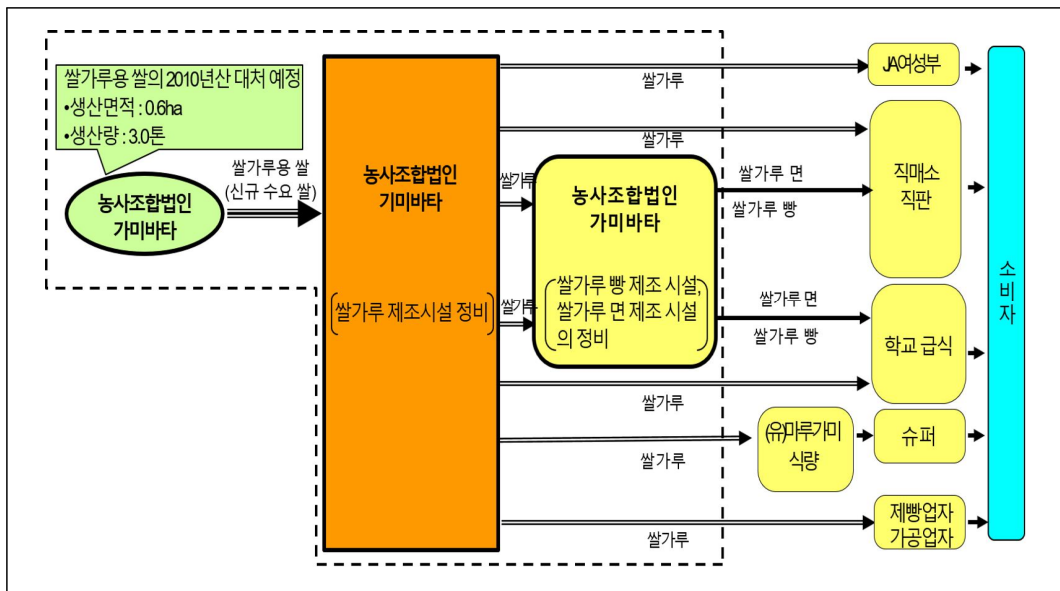 쌀가루용 쌀의 2010년산 대처 예정
•생산면적 : 0.6ha
•생산량 : 3.0톤
농사조합법인
가미바타
쌀가루용 쌀
(신규 수요 쌀)
농사조합법인
기미바타
쌀가루 제조시설 정비
쌀가루
쌀가루
쌀가루
쌀가루
농사조합법인
가미바타
쌀가루 빵 제조 시설,
쌀가루 면 제조 시설
의 정비
쌀가루 면
쌀가루 빵
쌀가루 면
쌀가루 빵
쌀가루
쌀가루
쌀가루
(유)마루가미
식량
JA여성부
직매소
직판
학교 급식
슈퍼
제빵업자
가공업자
소비자